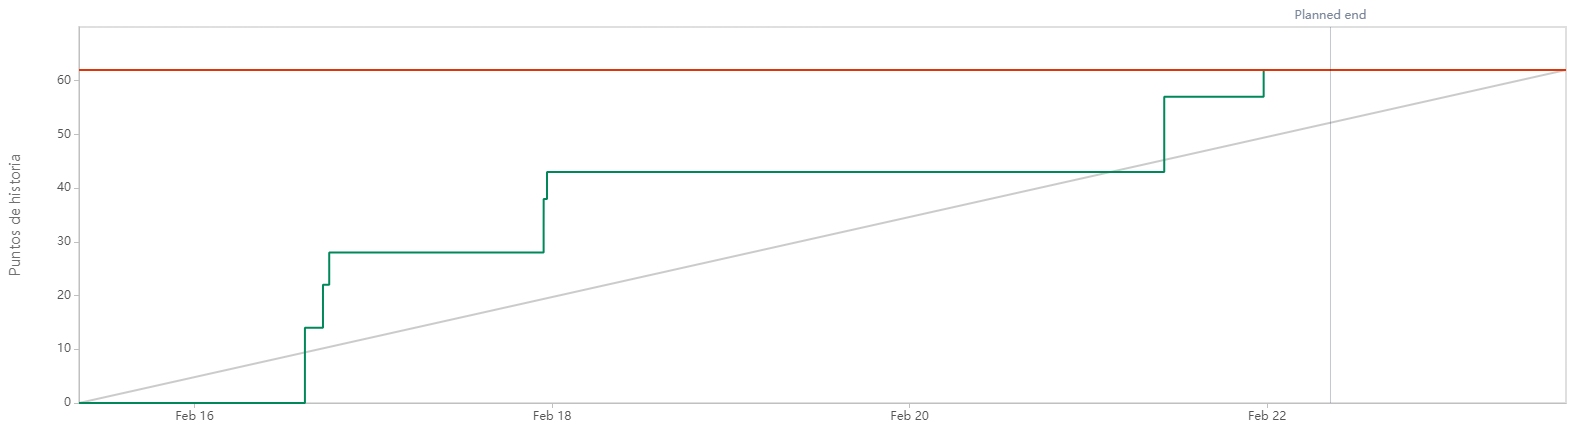 Planned end
Puntos de historia
60
50
40
30
20
10
0
Feb 16
Feb 18
Feb 20
Feb 22